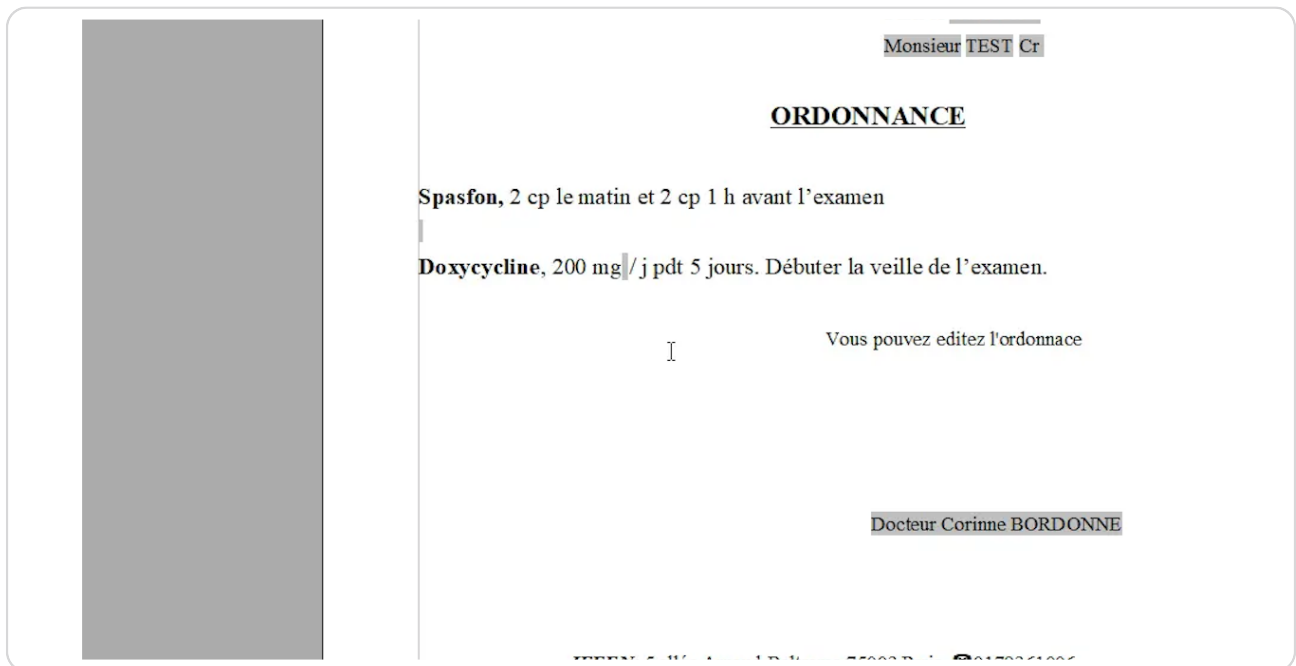 Monsieur TEST Cr
ORDONNANCE
Spasfon, 2 cp le matin et 2 cp 1 h avant l’examen
Doxycycline, 200 mg / j pdt 5 jours. Débuter la veille de l’examen.
Vous pouvez editez l'ordonnace
Docteur Corinne BORDONNE